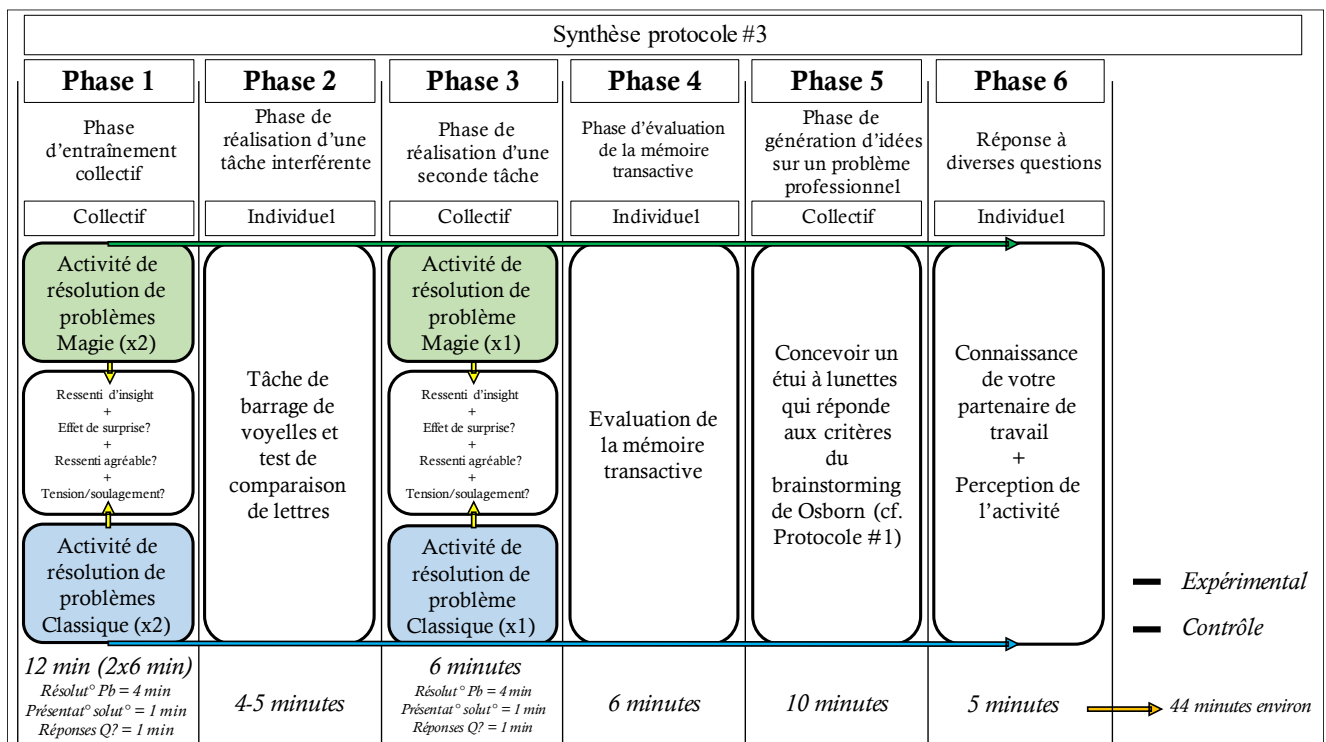 Synthèse protocole #3
Phase 1
Phase 2
Phase 3
Phase 4
Phase 5
Phase 6
Phase
d'entraînement
collectif
Phase de
réalisation d'une
tâche interférente
Phase de
réalisation d'une
seconde tâche
Phase d'évaluation
de la mémoire
transactive
Phase de
génération d'idées
sur un problème
professionnel
Réponse à
diverses questions
Collectif
Individuel
Collectif
Individuel
Collectif
Individuel
Activité de
résolution de
problèmes
Magie (x2)
Ressenti d'insight
+
Effet de surprise?
+
Ressenti agréable?
+
Tension/soulagement?
Activité de
résolution de
problèmes
Classique (x2)
Tâche de
barrage de
voyelles et
test de
comparaison
de lettres
Activité de
résolution de
problème
Magie (x1)
Ressenti d'insight
+
Effet de surprise?
+
Ressenti agréable?
+
Tension/soulagement?
Activité de
résolution de
problème
Classique (x1)
Evaluation de
la mémoire
transactive
Concevoir un
étui à lunettes
qui réponde
aux critères
du
brainstorming
de Osborn (cf.
Protocole #1)
Connaissance
de votre
partenaire de
travail
+
Perception de
l'activité
Expérimental
Contrôle
12 min (2x6 min)
Résolut° Pb = 4 min
Présentat° solut° = 1 min
Réponses Q? = 1 min
4-5 minutes
6 minutes
Résolut° Pb = 4 min
Présentat° solut° = 1 min
Réponses Q? = 1 min
6 minutes
10 minutes
5 minutes
44 minutes environ